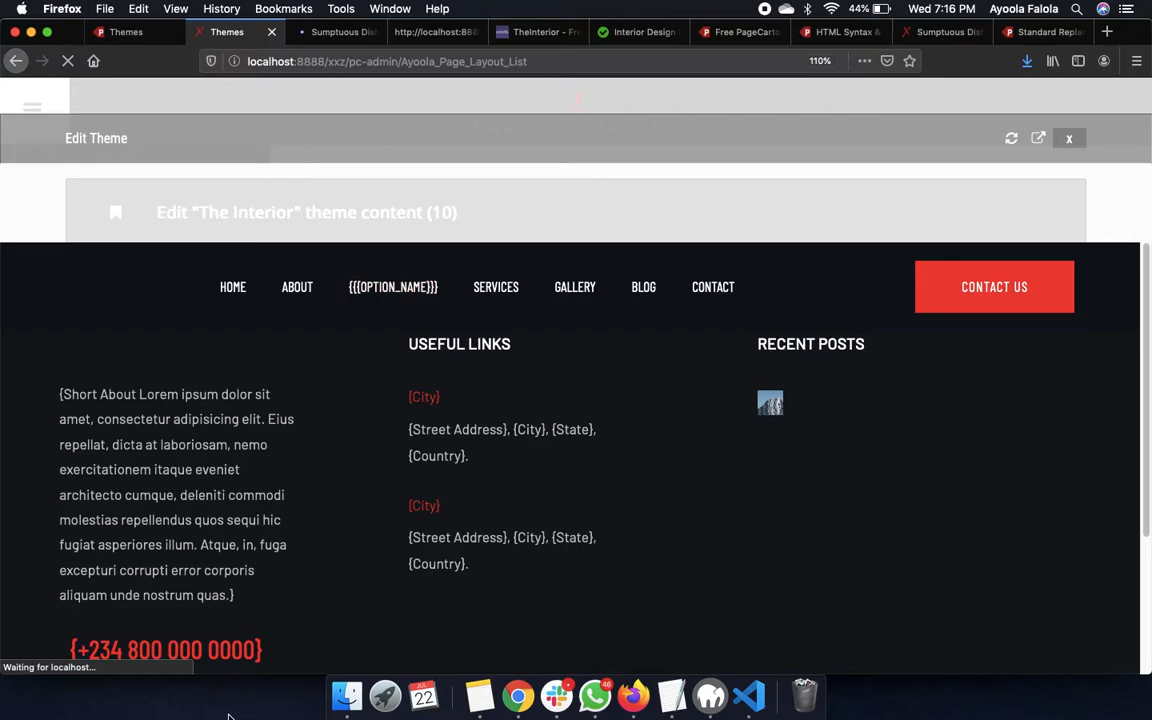 Firefox File Edit View History Bookmarks Tools Window Help 44% Wed 7:16 PM Ayoola Falola
Themes Themes Sumptuous Dis http://localhost:888 TheInterior - Fre Interior Design Free PageCarto HTML Syntax & Sumptuous Dis Standard Repla
localhost:8888/xxz/pc-admin/Ayoola_Page_Layout_List 110%
Edit Theme x
Edit "The Interior" theme content (10)
HOME ABOUT {{{OPTION_NAME}}} SERVICES GALLERY BLOG CONTACT CONTACT US
USEFUL LINKS
RECENT POSTS
{Short About Lorem ipsum dolor sit
amet, consectetur adipisicing elit. Eius
repellat, dicta at laboriosam, nemo
exercitationem itaque eveniet
architecto cumque, deleniti commodi
molestias repellendus quos sequi hic
fugiat asperiores illum. Atque, in, fuga
excepturi corrupti error corporis
aliquam unde nostrum quas.}
{+234 800 000 0000}
{City}
{Street Address}, {City}, {State},
{Country}.
{City}
{Street Address}, {City}, {State},
{Country}.
Waiting for localhost...
JUL
22
46